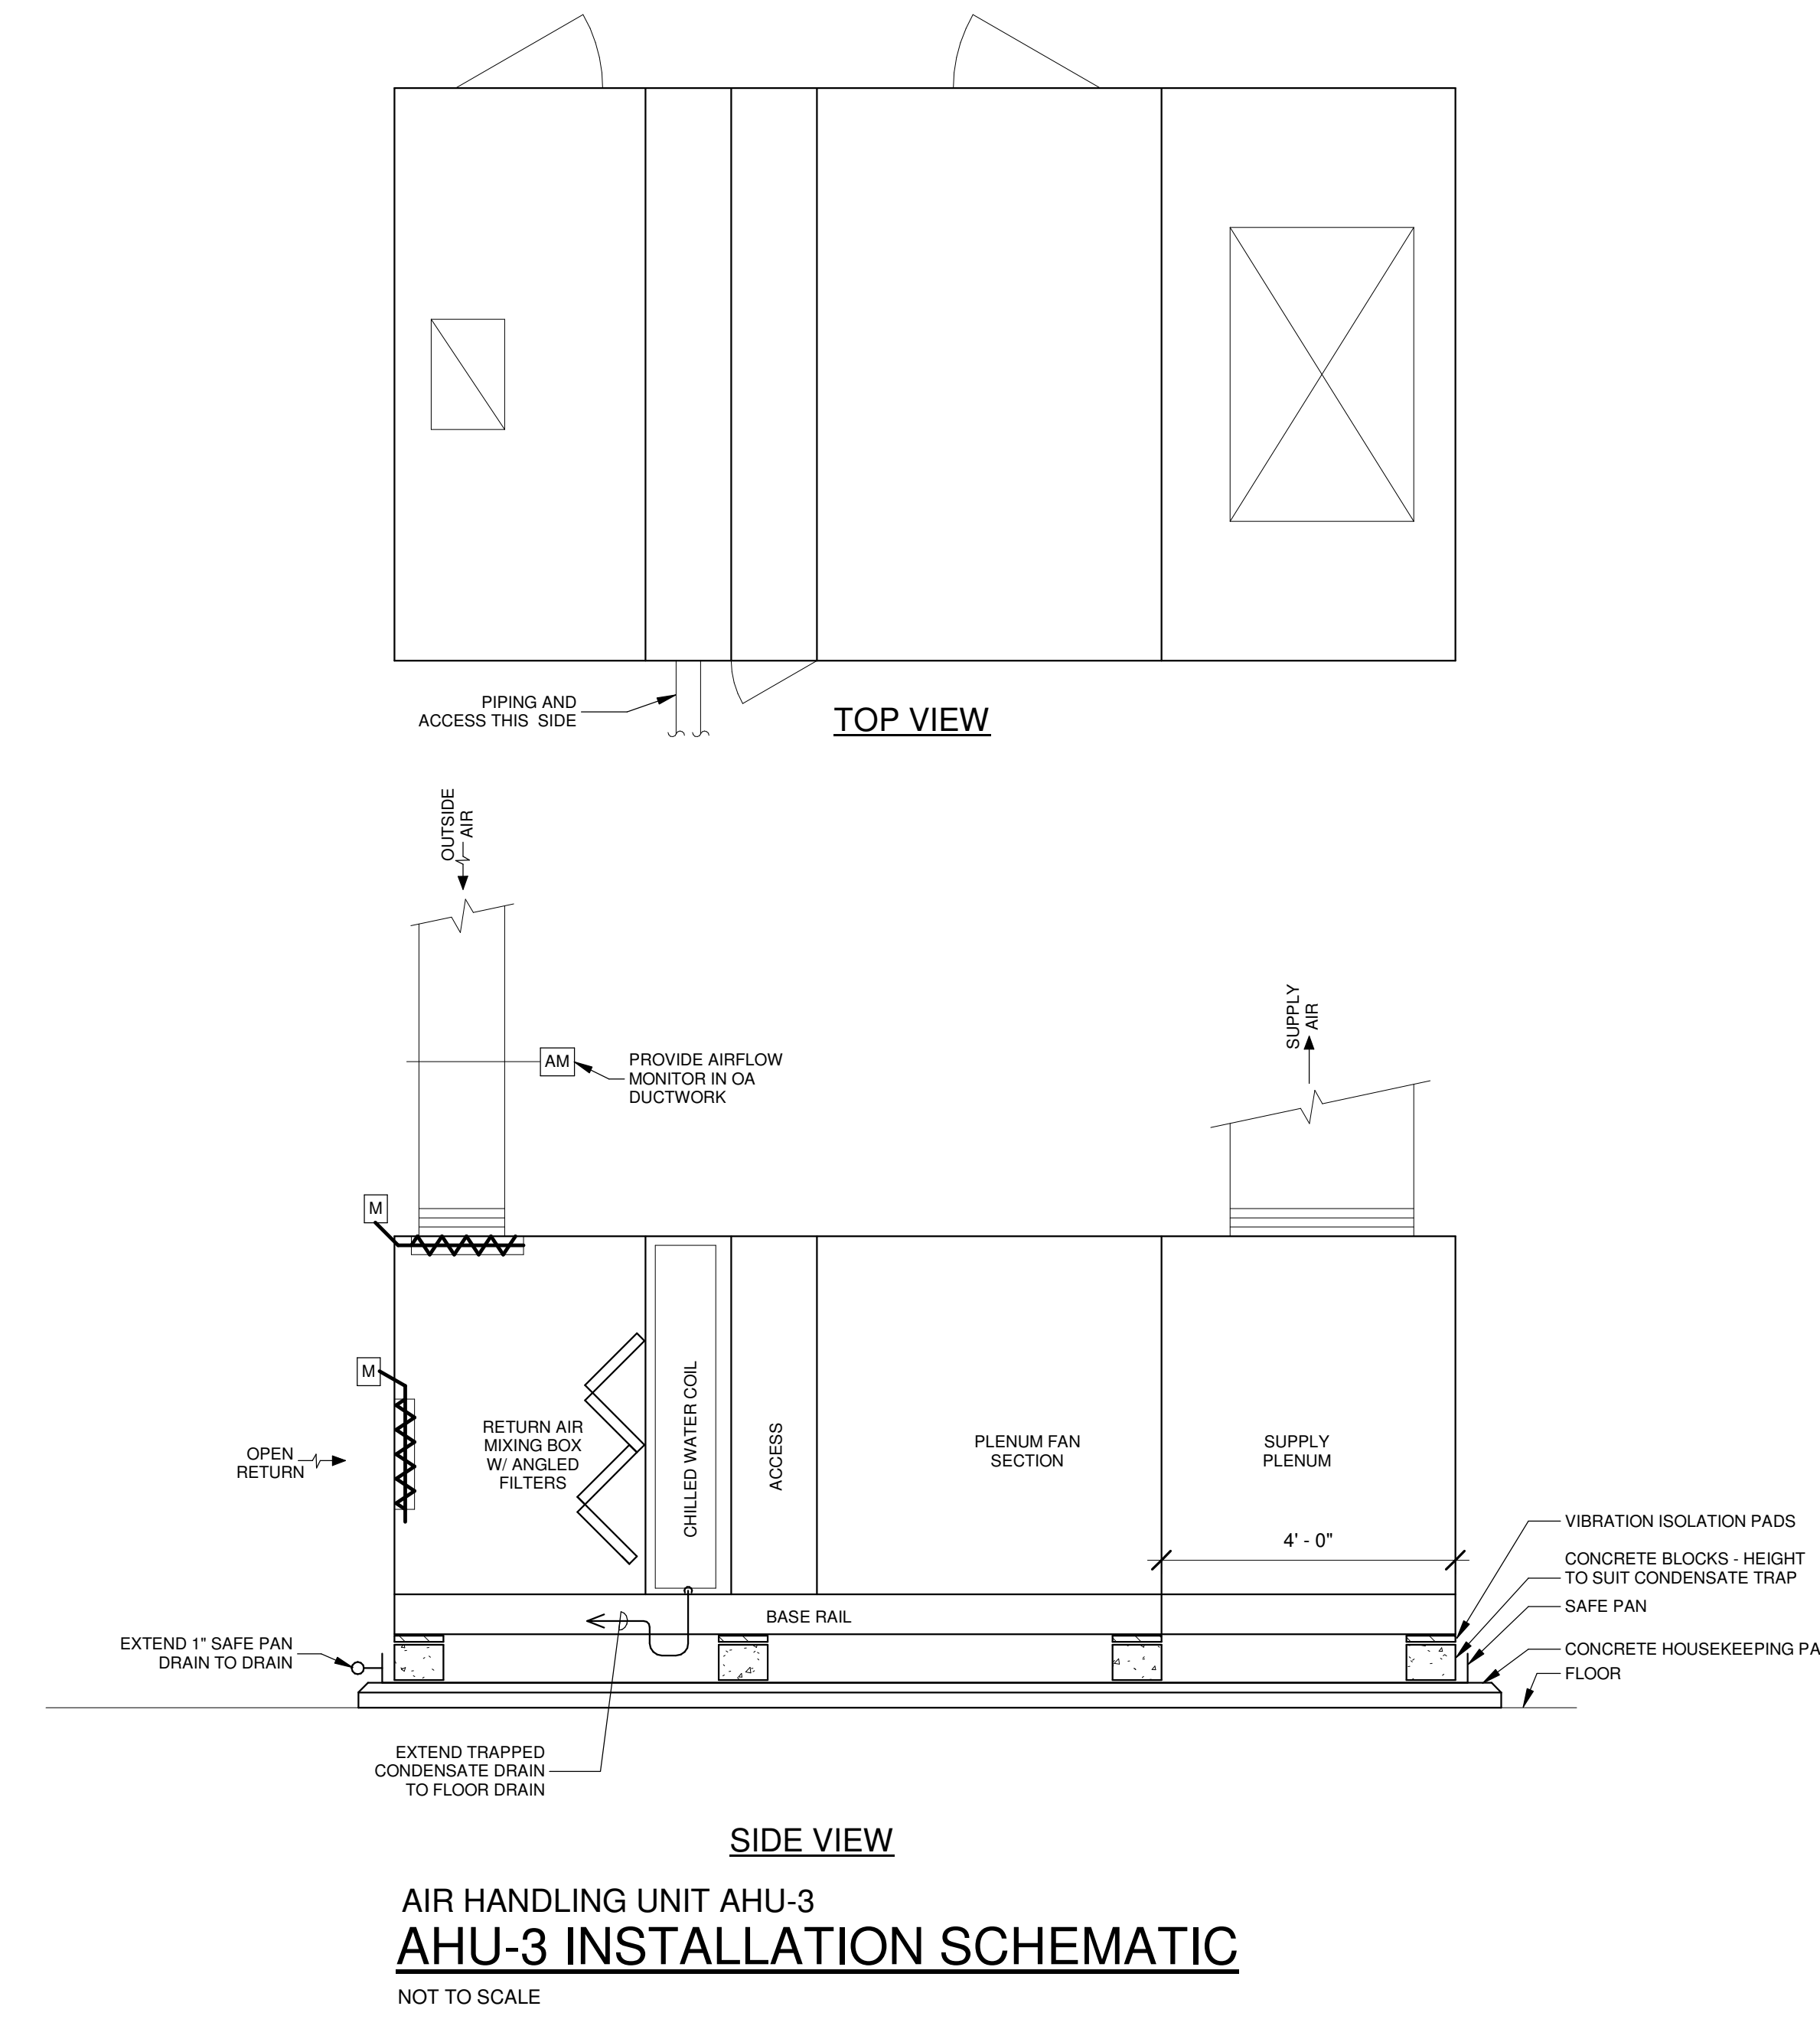 PIPING AND
ACCESS THIS  SIDE
TOP VIEW
OUTSIDE
AIR
SUPPLY
AIR
AM
PROVIDE AIRFLOW
MONITOR IN OA
DUCTWORK
M
M
OPEN
RETURN
RETURN AIR
MIXING BOX
W/ ANGLED
FILTERS
CHILLED WATER COIL
ACCESS
PLENUM FAN
SECTION
SUPPLY
PLENUM
4' - 0"
VIBRATION ISOLATION PADS
CONCRETE BLOCKS - HEIGHT
TO SUIT CONDENSATE TRAP
SAFE PAN
CONCRETE HOUSEKEEPING PA
FLOOR
BASE RAIL
EXTEND 1" SAFE PAN
DRAIN TO DRAIN
EXTEND TRAPPED
CONDENSATE DRAIN
TO FLOOR DRAIN
SIDE VIEW
AIR HANDLING UNIT AHU-3
AHU-3 INSTALLATION SCHEMATIC
NOT TO SCALE